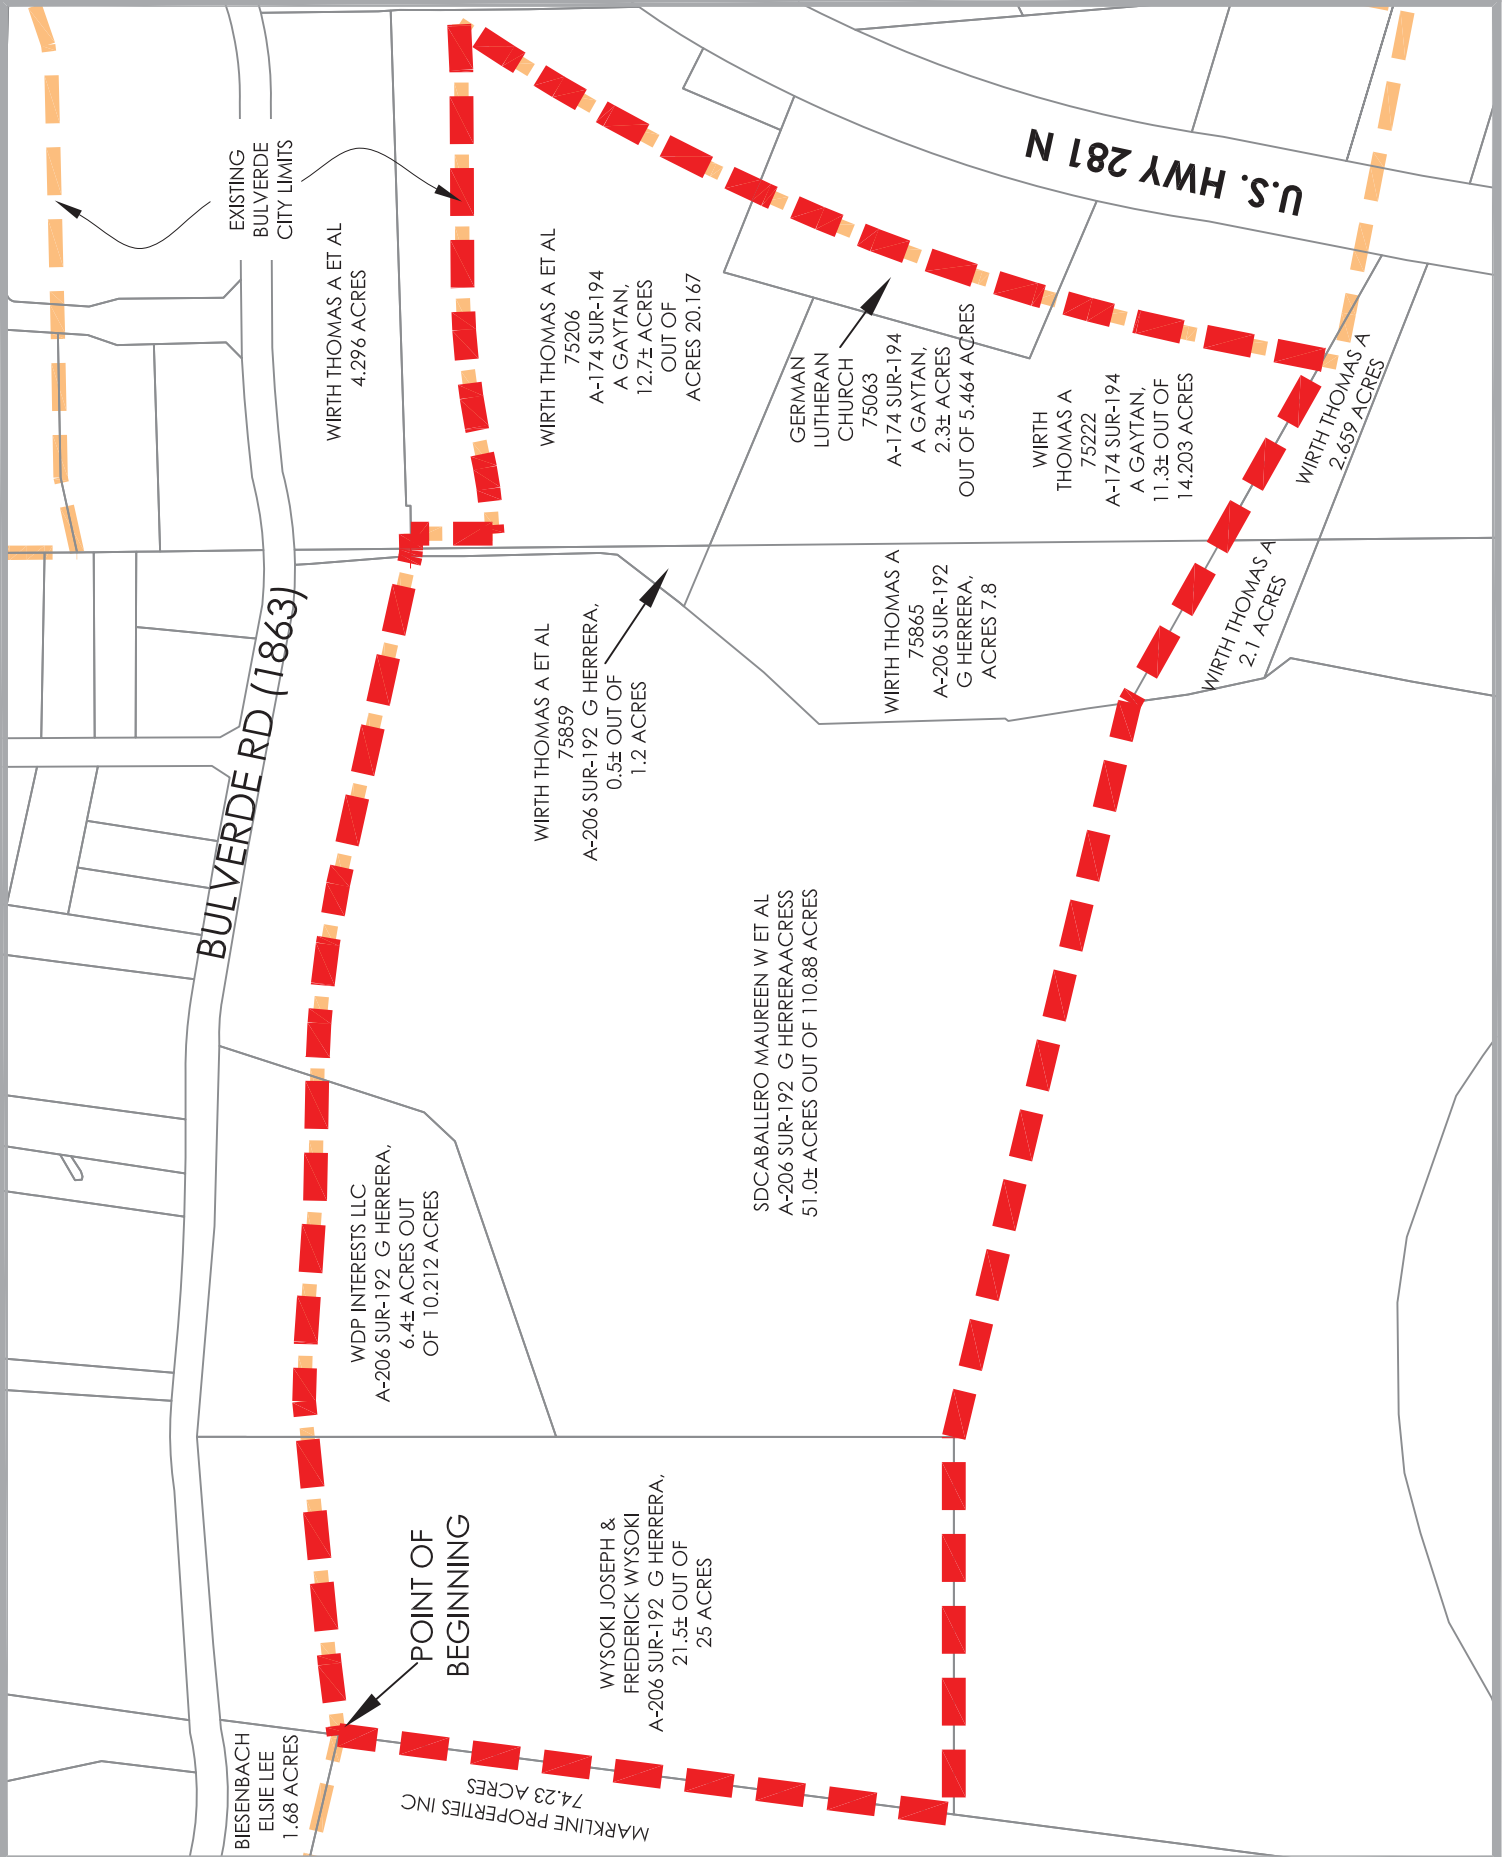 BIESENBACH
ELSIE LEE
1.68 ACRES
MARKLINE PROPERTIES INC
74.23 ACRES
POINT OF
BEGINNING
WYSOKI JOSEPH &
FREDERICK WYSOKI
A-206 SUR-192 G HERRERA,
21.5± OUT OF
25 ACRES
WDP INTERESTS LLC
A-206 SUR-192 G HERRERA,
6.4± ACRES OUT
OF 10.212 ACRES
SDCABALLERO MAUREEN W ET AL
A-206 SUR-192 G HERRERAACRESS
51.0± ACRES OUT OF 110.88 ACRES
BULVERDE RD (1863)
WIRTH THOMAS A ET AL
75859
A-206 SUR-192 G HERRERA,
0.5± OUT OF
1.2 ACRES
WIRTH THOMAS A
75865
A-206 SUR-192
G HERRERA,
ACRES 7.8
WIRTH THOMAS A
2.1 ACRES
EXISTING
BULVERDE
CITY LIMITS
WIRTH THOMAS A ET AL
4.296 ACRES
WIRTH THOMAS A ET AL
75206
A-174 SUR-194
A GAYTAN,
12.7± ACRES
OUT OF
ACRES 20.167
GERMAN
LUTHERAN
CHURCH
75063
A-174 SUR-194
A GAYTAN,
2.3± ACRES
OUT OF 5.464 ACRES
WIRTH
THOMAS A
75222
A-174 SUR-194
A GAYTAN,
11.3± OUT OF
14.203 ACRES
WIRTH THOMAS A
2.659 ACRES
U.S. HWY 281 N